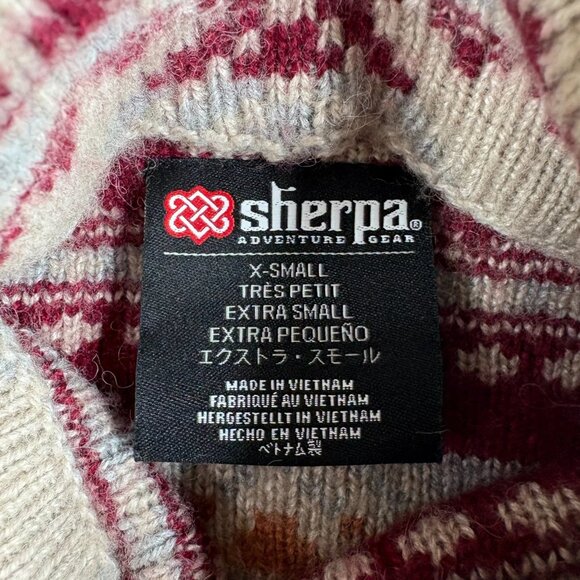 sherpa®
ADVENTURE GEAR
X-SMALL
TRÈS PETIT
EXTRA SMALL
EXTRA PEQUEÑO
エクストラ・スモール
MADE IN VIETNAM
FABRIQUÉ AU VIETNAM
HERGESTELLT IN VIETNAM
HECHO EN VIETNAM
ベトナム製